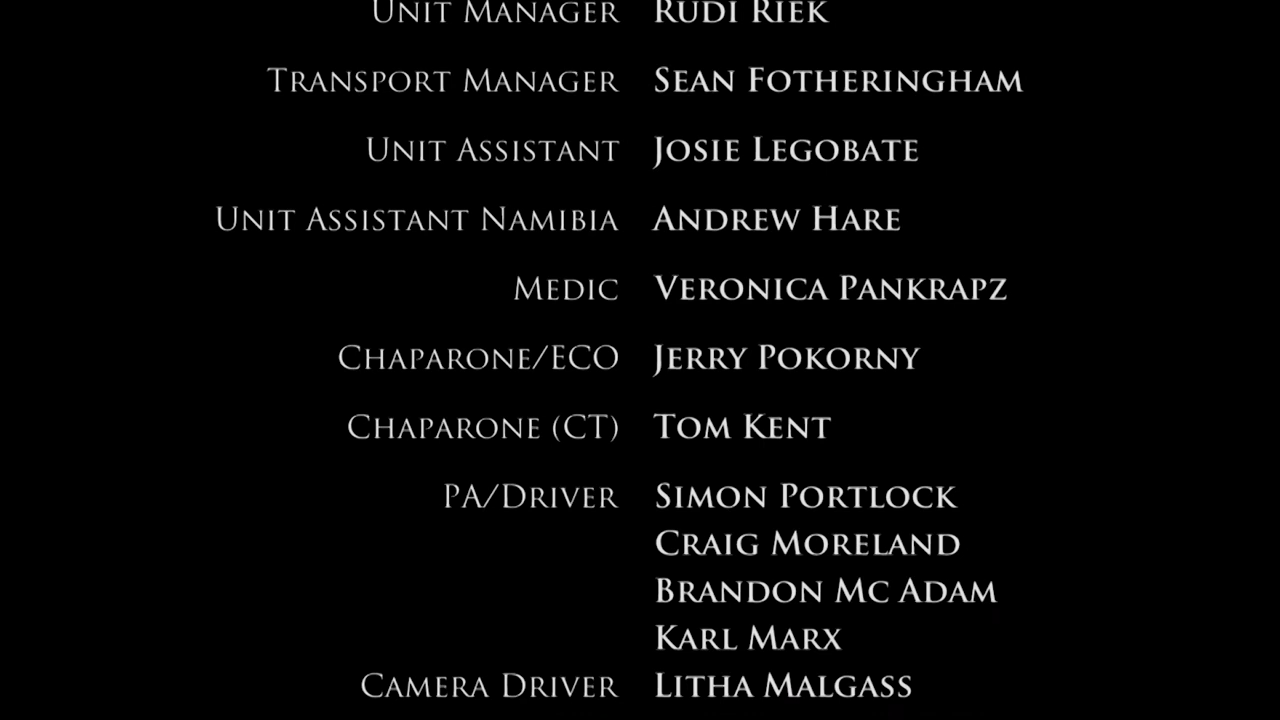 Unit Manager Rudi Riek
Transport Manager Sean Fotheringham
Unit Assistant Josie Legobate
Unit Assistant Namibia Andrew Hare
Medic Veronica Pankrapz
Chaparone/ECO Jerry Pokorny
Chaparone (CT) Tom Kent
PA/Driver Simon Portlock
Craig Moreland
Brandon Mc Adam
Karl Marx
Camera Driver Litha Malgass